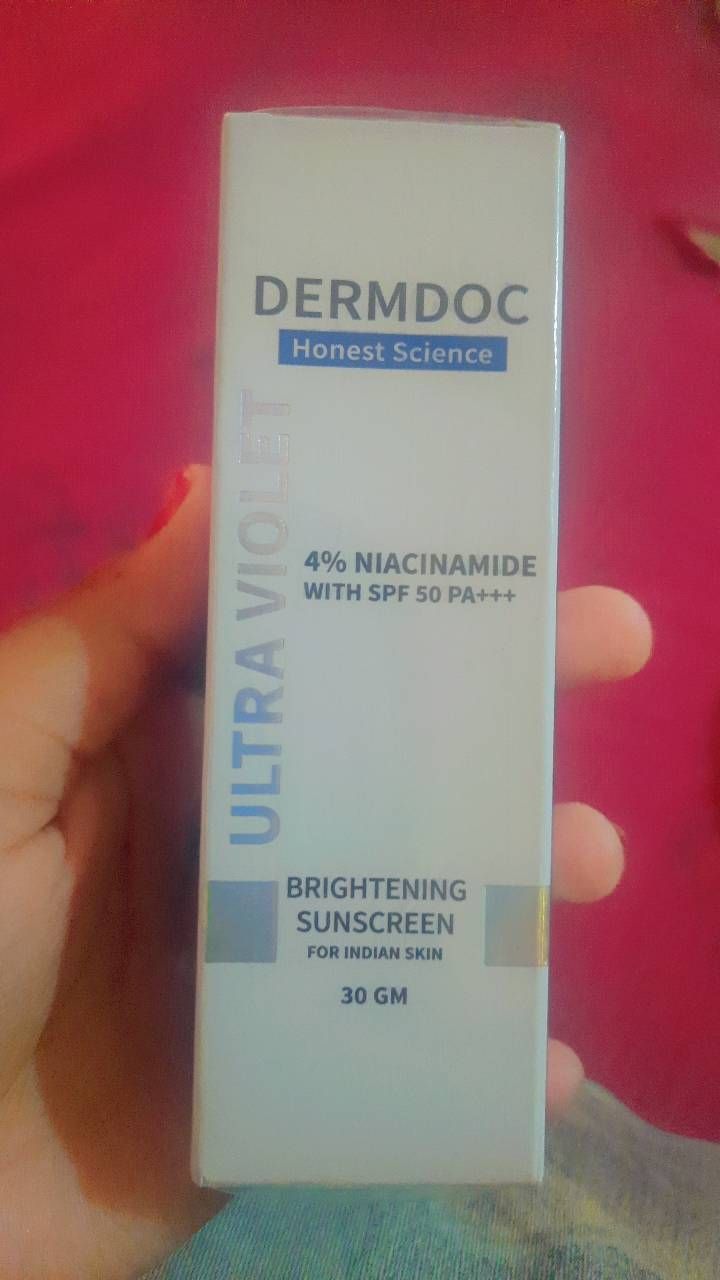 DERMDOC
Honest Science
ULTRA VIOLET
4% NIACINAMIDE
WITH SPF 50 PA+++
BRIGHTENING
SUNSCREEN
FOR INDIAN SKIN
30 GM